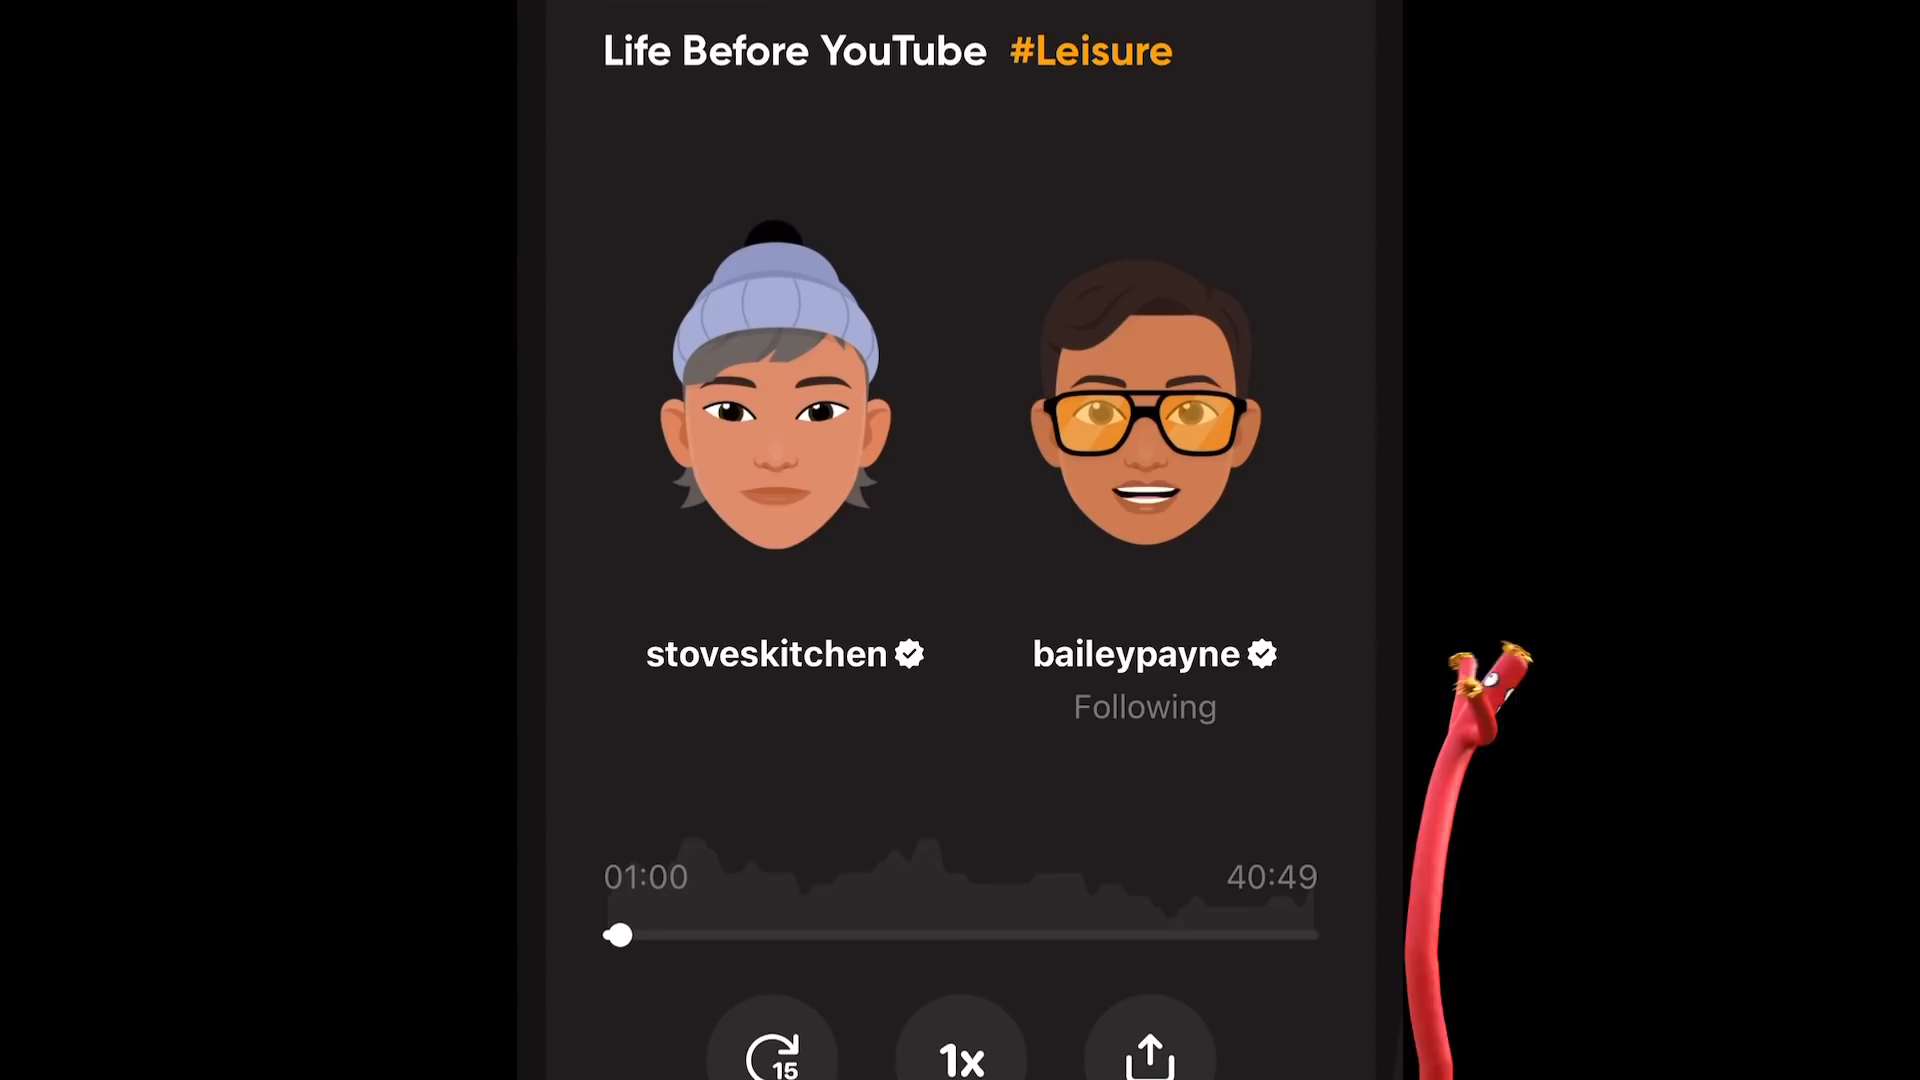 Life Before YouTube #Leisure
stoveskitchen
baileypayne
Following
01:00
40:49
15
1x